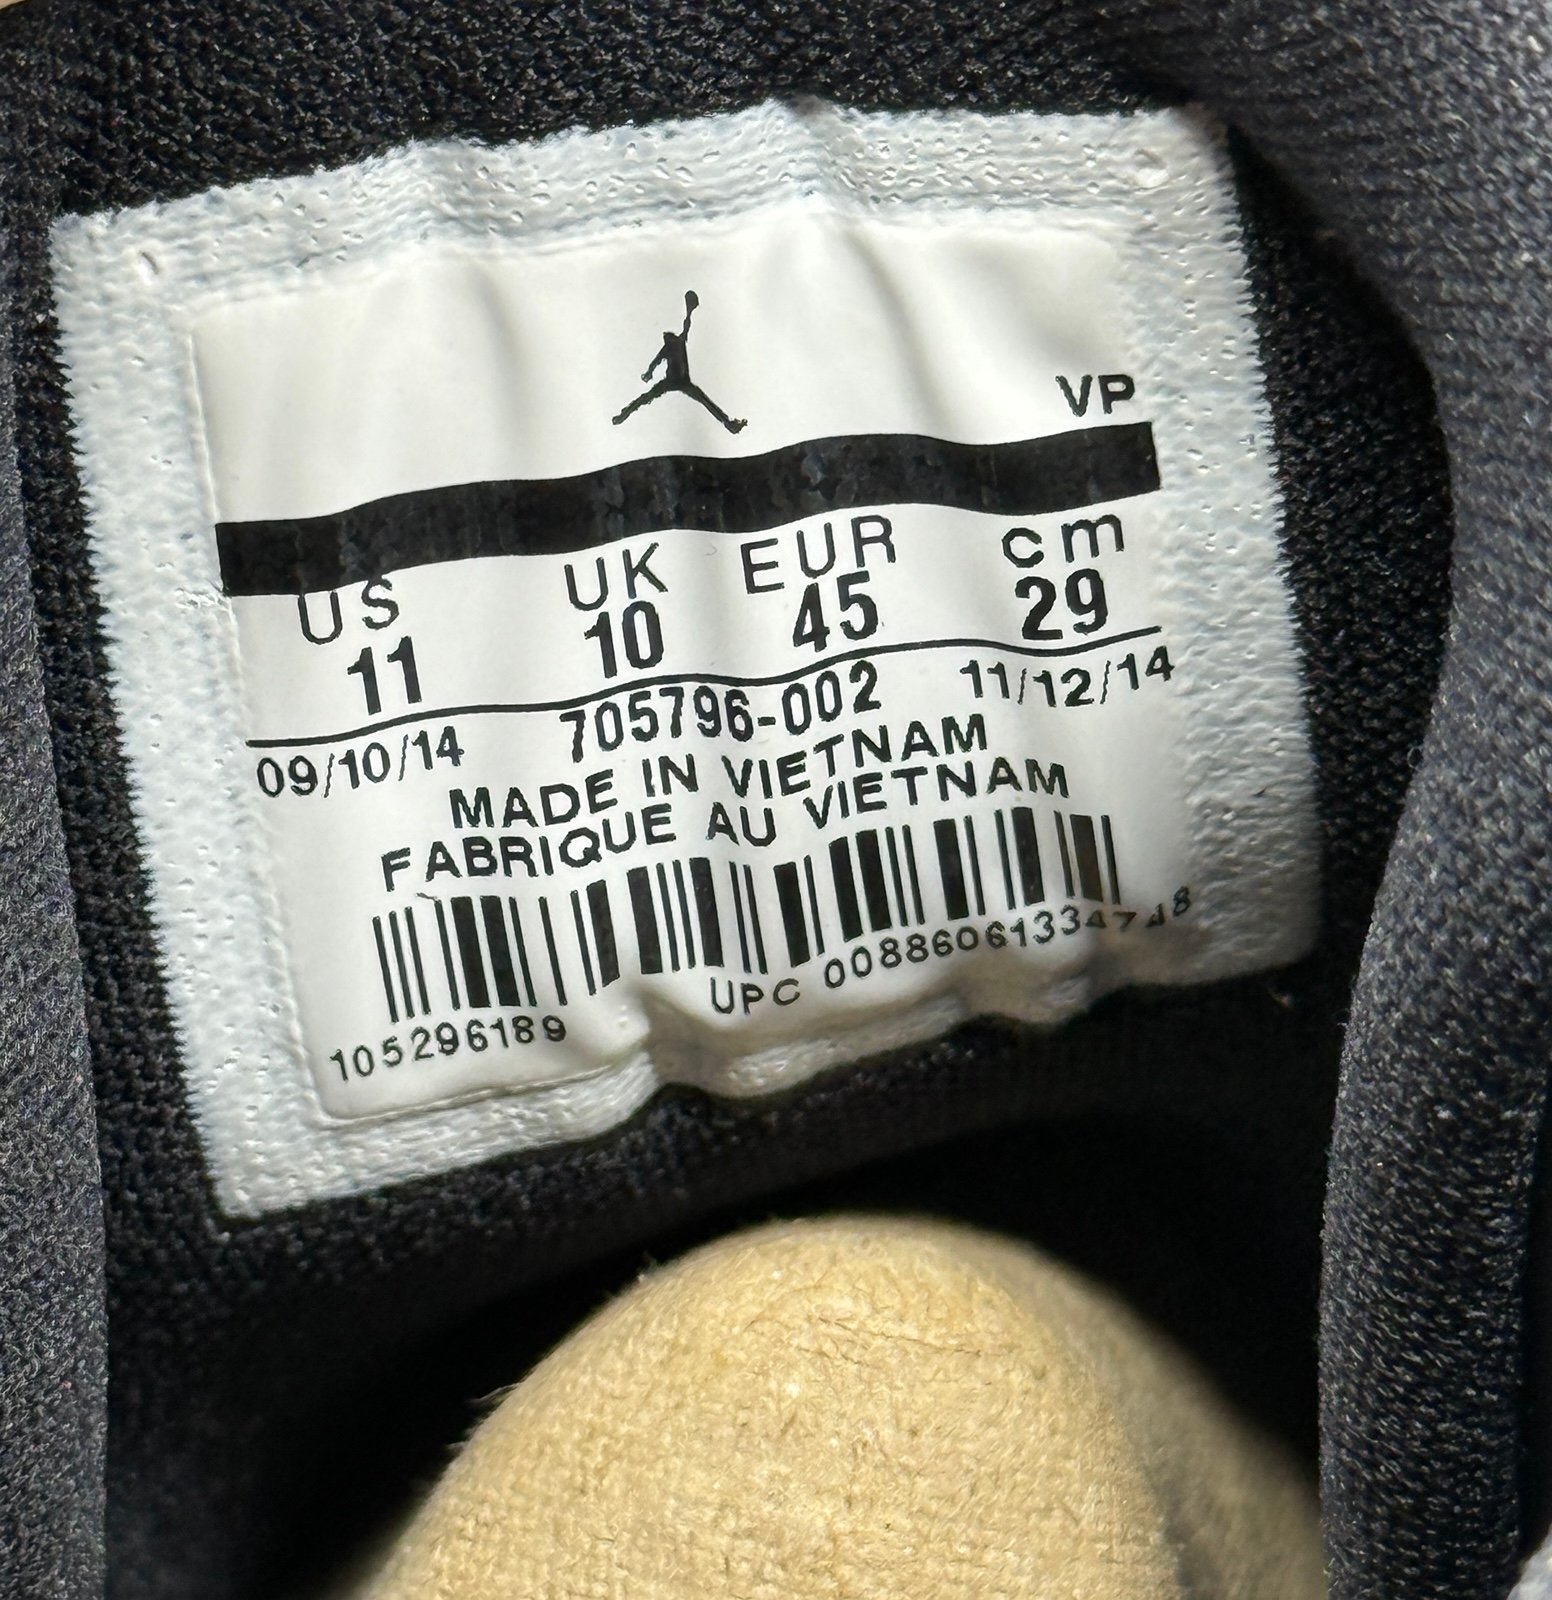 VP
US UK EUR cm
11 10 45 29
09/10/14 705796-002 11/12/14
MADE IN VIETNAM
FABRIQUE AU VIETNAM
105296189 UPC 00886061334748